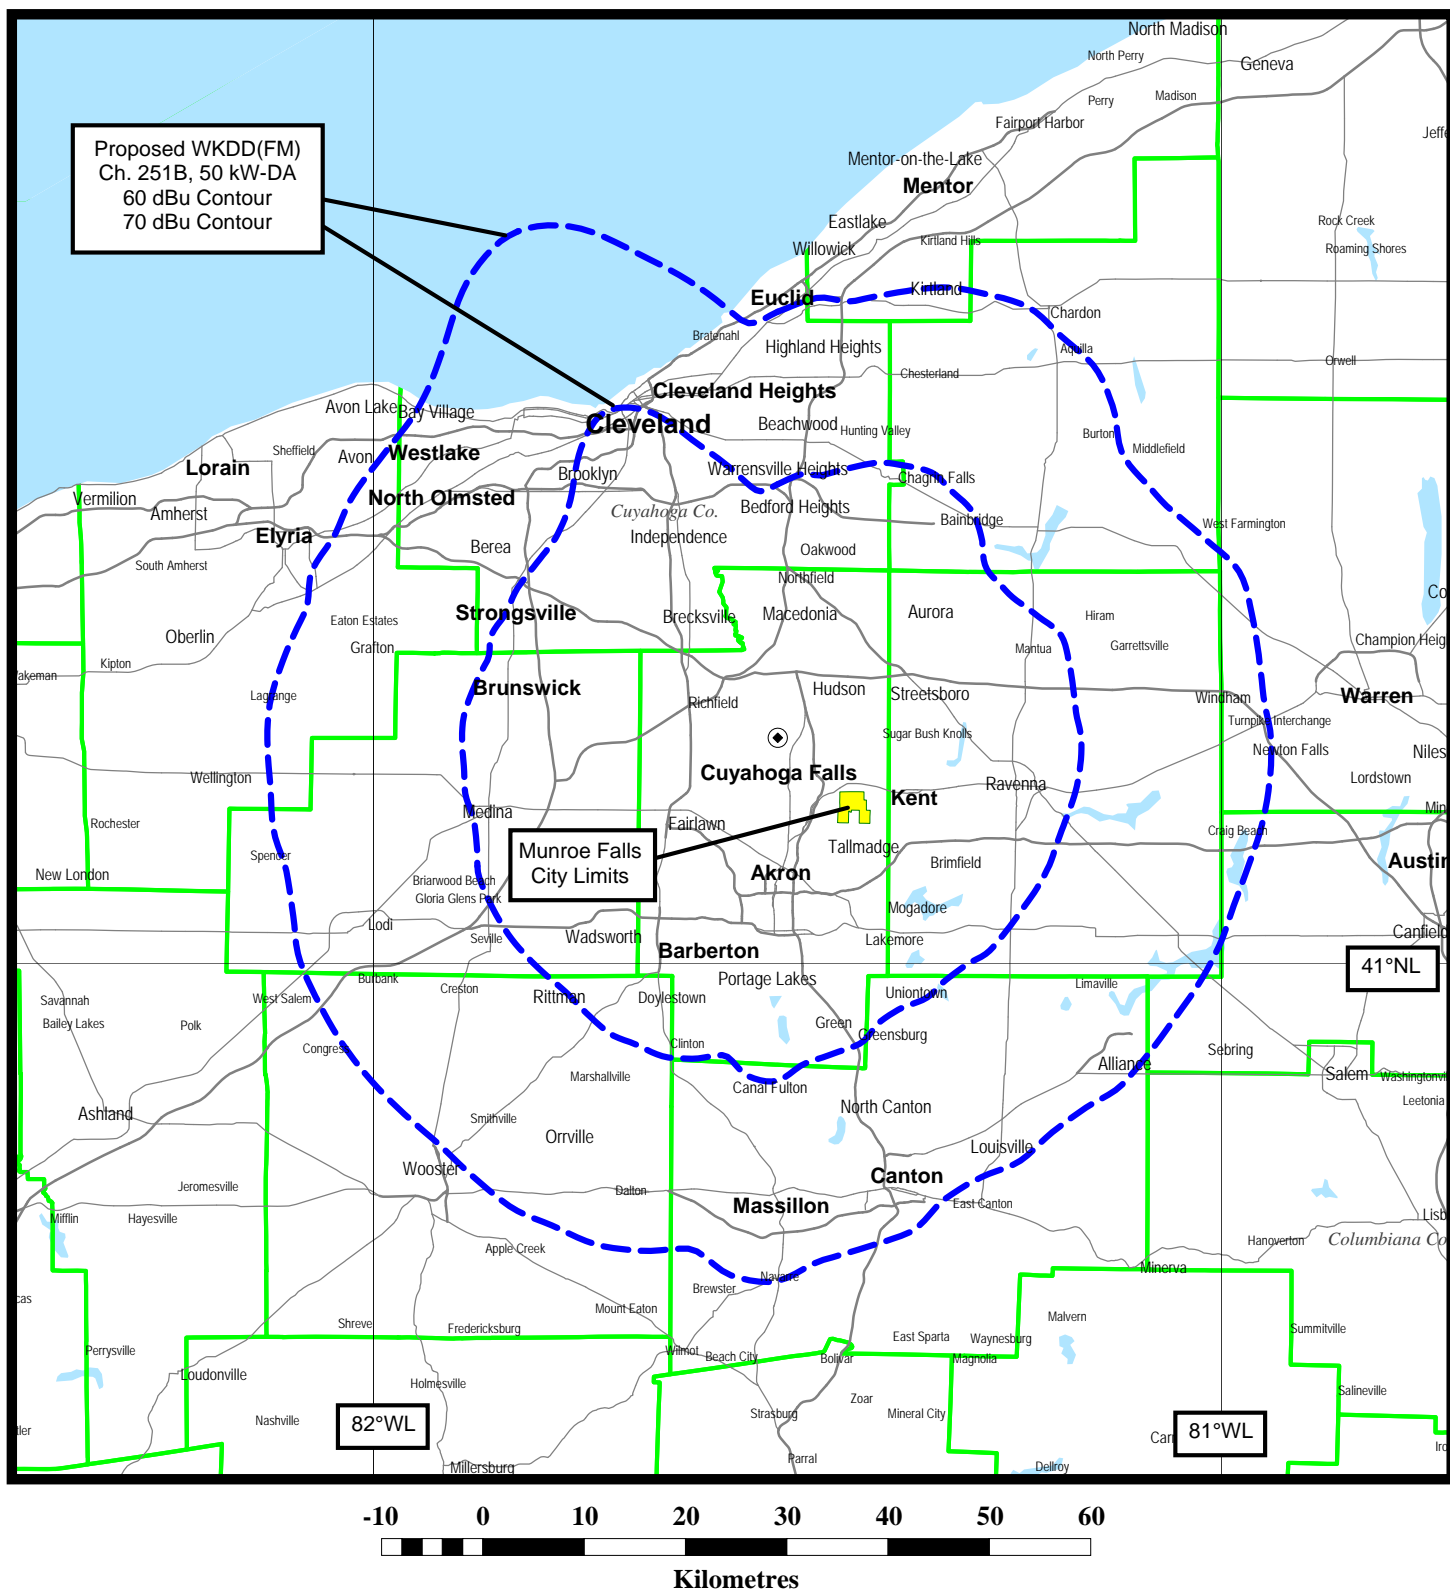 North Madison
North Perry
Geneva
Perry
Madison
Fairport Harbor
Proposed WKDD(FM)
Ch. 251B, 50 kW-DA
60 dBu Contour
70 dBu Contour
Mentor-on-the-Lake
Mentor
Eastlake
Willowick
Kirtland Hills
Rock Creek
Roaming Shores
Euclid
Kirtland
Chardon
Bratenahl
Highland Heights
Aquilla
Orwell
Chesterland
Cleveland Heights
Avon Lake
Bay Village
Cleveland
Beachwood
Hunting Valley
Burton
Middlefield
Sheffield
Avon
Westlake
Lorain
Brooklyn
Warrensville Heights
Chagrin Falls
Vermilion
Amherst
North Olmsted
Cuyahoga Co.
Bedford Heights
Bainbridge
West Farmington
Elyria
Berea
Independence
Oakwood
South Amherst
Northfield
Strongsville
Brecksville
Macedonia
Aurora
Hiram
Eaton Estates
Oberlin
Grafton
Mantua
Garrettsville
Champion Heig
Kipton
akeman
Lagrange
Brunswick
Richfield
Hudson
Streetsboro
Windham
Warren
Sugar Bush Knolls
Turnpike Interchange
Newton Falls
Niles
Wellington
Cuyahoga Falls
Ravenna
Lordstown
Kent
Medina
Fairlawn
Rochester
Craig Beach
Min
Munroe Falls
City Limits
Tallmadge
Brimfield
Spencer
New London
Akron
Austin
Briarwood Beach
Gloria Glens Park
Mogadore
Lodi
Seville
Wadsworth
Lakemore
Canfield
Barberton
Portage Lakes
41°NL
Burbank
Creston
Rittman
Doylestown
Uniontown
Limaville
West Salem
Savannah
Bailey Lakes
Polk
Green
Greensburg
Congress
Clinton
Sebring
Alliance
Marshallville
Canal Fulton
Salem
Washingtonvi
Leetonia
Ashland
Smithville
North Canton
Orrville
Louisville
Wooster
Canton
Jeromesville
Dalton
Massillon
East Canton
Mifflin
Hayesville
Lisb
Apple Creek
Hanoverton
Columbiana Co
Navarre
Minerva
Brewster
cas
Mount Eaton
Malvern
Shreve
Fredericksburg
East Sparta
Waynesburg
Summitville
Perrysville
Wilmot
Beach City
Bolivar
Magnolia
Loudonville
Holmesville
Zoar
Salineville
Nashville
82°WL
Strasburg
Mineral City
81°WL
tler
Car
Millersburg
Parral
Dellroy
Iro
-10 0 10 20 30 40 50 60
Kilometres